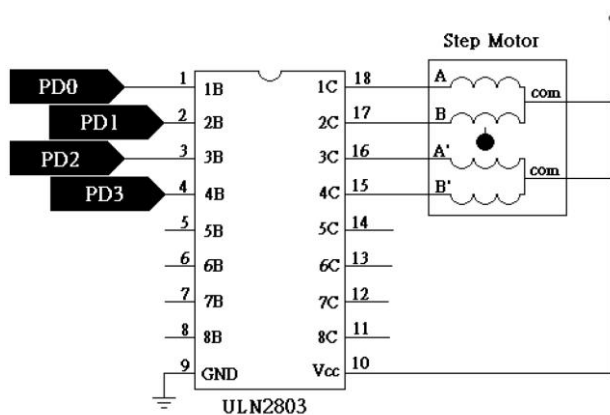 Step Motor
PD0 1 1B 1C 18 A com
PD1 2 2B 2C 17 B
PD2 3 3B 3C 16 A'
PD3 4 4B 4C 15 B' com
5 5B 5C 14
6 6B 6C 13
7 7B 7C 12
8 8B 8C 11
9 GND Vcc 10
ULN2803